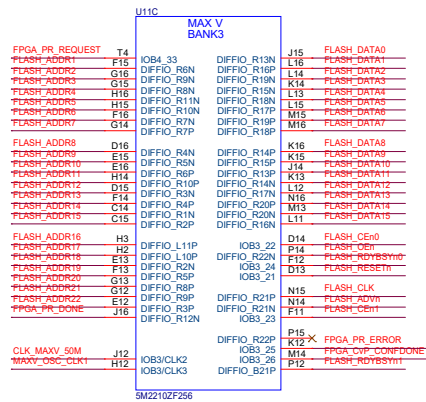 U11C
MAX V
BANK3
FPGA_PR_REQUEST T4 IOB4_33 DIFFIO_R13N J15 FLASH_DATA0
FLASH_ADDR1 F15 DIFFIO_R6N DIFFIO_R16P L16 FLASH_DATA1
FLASH_ADDR2 G16 DIFFIO_R9N DIFFIO_R19N L14 FLASH_DATA2
FLASH_ADDR3 G15 DIFFIO_R8N DIFFIO_R15N K14 FLASH_DATA3
FLASH_ADDR4 H16 DIFFIO_R11N DIFFIO_R18N L13 FLASH_DATA4
FLASH_ADDR5 H15 DIFFIO_R10N DIFFIO_R17P L15 FLASH_DATA5
FLASH_ADDR6 F16 DIFFIO_R7N DIFFIO_R19P M15 FLASH_DATA6
FLASH_ADDR7 G14 DIFFIO_R7P DIFFIO_R18P M16 FLASH_DATA7
FLASH_ADDR8 D16 DIFFIO_R4N DIFFIO_R14P K16 FLASH_DATA8
FLASH_ADDR9 E15 DIFFIO_R5N DIFFIO_R15P K15 FLASH_DATA9
FLASH_ADDR10 E16 DIFFIO_R6P DIFFIO_R13P J14 FLASH_DATA10
FLASH_ADDR11 H14 DIFFIO_R10P DIFFIO_R14N K13 FLASH_DATA11
FLASH_ADDR12 D15 DIFFIO_R3N DIFFIO_R17N L12 FLASH_DATA12
FLASH_ADDR13 F14 DIFFIO_R4P DIFFIO_R20P N16 FLASH_DATA13
FLASH_ADDR14 C14 DIFFIO_R1N DIFFIO_R20N M13 FLASH_DATA14
FLASH_ADDR15 C15 DIFFIO_R2P DIFFIO_R16N L11 FLASH_DATA15
FLASH_ADDR16 H3 DIFFIO_L11P IOB3_22 D14 FLASH_CEn0
FLASH_ADDR17 H2 DIFFIO_L10P DIFFIO_R22N P14 FLASH_OEn
FLASH_ADDR18 E13 DIFFIO_R2N IOB3_24 F12 FLASH_RDYBSYn0
FLASH_ADDR19 F13 DIFFIO_R5P IOB3_21 D13 FLASH_RESETn
FLASH_ADDR20 G13 DIFFIO_R8P
FLASH_ADDR21 G12 DIFFIO_R9P DIFFIO_R21P N15 FLASH_CLK
FLASH_ADDR22 E12 DIFFIO_R3P DIFFIO_R21N N14 FLASH_ADVn
FPGA_PR_DONE J16 DIFFIO_R12N IOB3_23 F11 FLASH_CEn1
DIFFIO_R22P P15
IOB3_25 K12 FPGA_PR_ERROR
CLK_MAXV_50M J12 IOB3/CLK2 IOB3_26 M14 FPGA_CvP_CONFDONE
MAXV_OSC_CLK1 H12 IOB3/CLK3 DIFFIO_B21P P12 FLASH_RDYBSYn1
5M2210ZF256